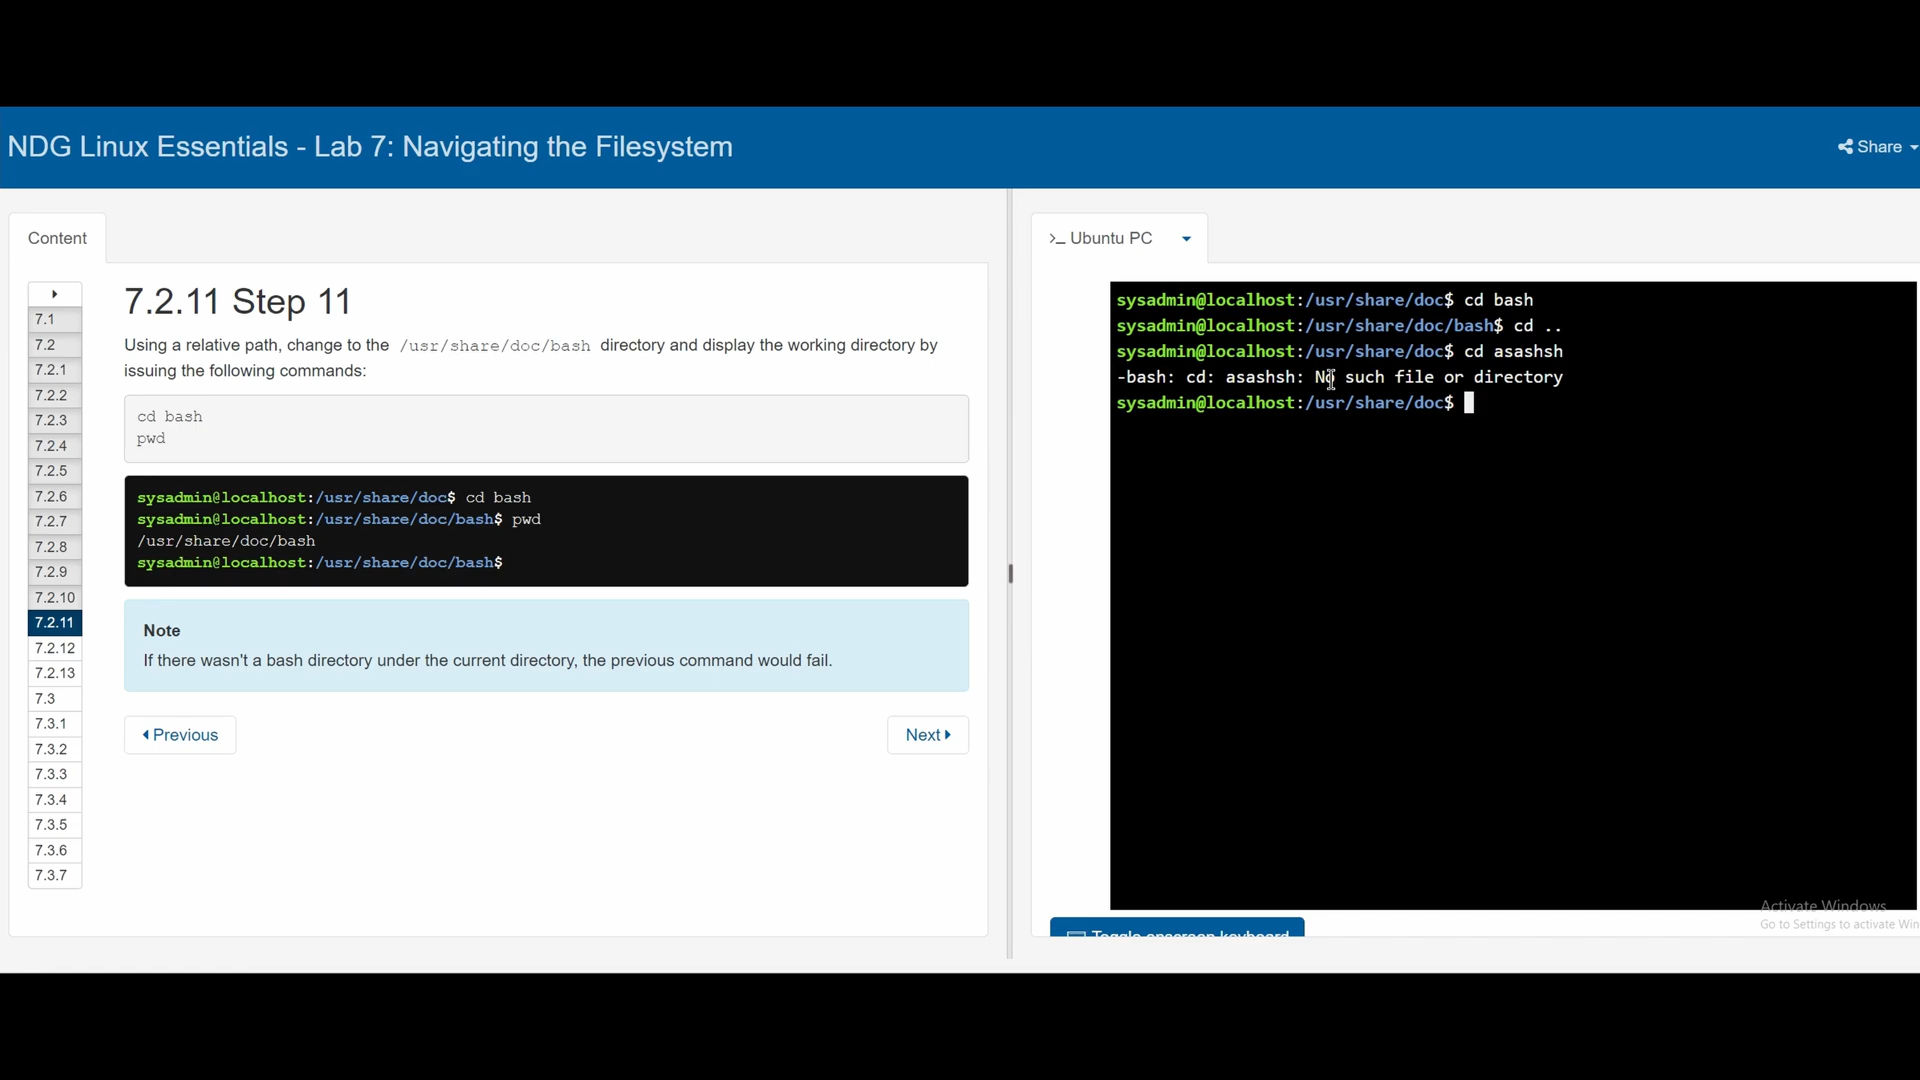 NDG Linux Essentials - Lab 7: Navigating the Filesystem
Share
Content
7.1
7.2
7.2.1
7.2.2
7.2.3
7.2.4
7.2.5
7.2.6
7.2.7
7.2.8
7.2.9
7.2.10
7.2.11
7.2.12
7.2.13
7.3
7.3.1
7.3.2
7.3.3
7.3.4
7.3.5
7.3.6
7.3.7
7.2.11 Step 11
Using a relative path, change to the /usr/share/doc/bash directory and display the working directory by
issuing the following commands:
cd bash
pwd
sysadmin@localhost:/usr/share/doc$ cd bash
sysadmin@localhost:/usr/share/doc/bash$ pwd
/usr/share/doc/bash
sysadmin@localhost:/usr/share/doc/bash$
Note
If there wasn't a bash directory under the current directory, the previous command would fail.
Previous
Next
>_ Ubuntu PC
sysadmin@localhost:/usr/share/doc$ cd bash
sysadmin@localhost:/usr/share/doc/bash$ cd ..
sysadmin@localhost:/usr/share/doc$ cd asashsh
-bash: cd: asashsh: No such file or directory
sysadmin@localhost:/usr/share/doc$
Activate Windows
Go to Settings to activate Win
Toggle onscreen keyboard